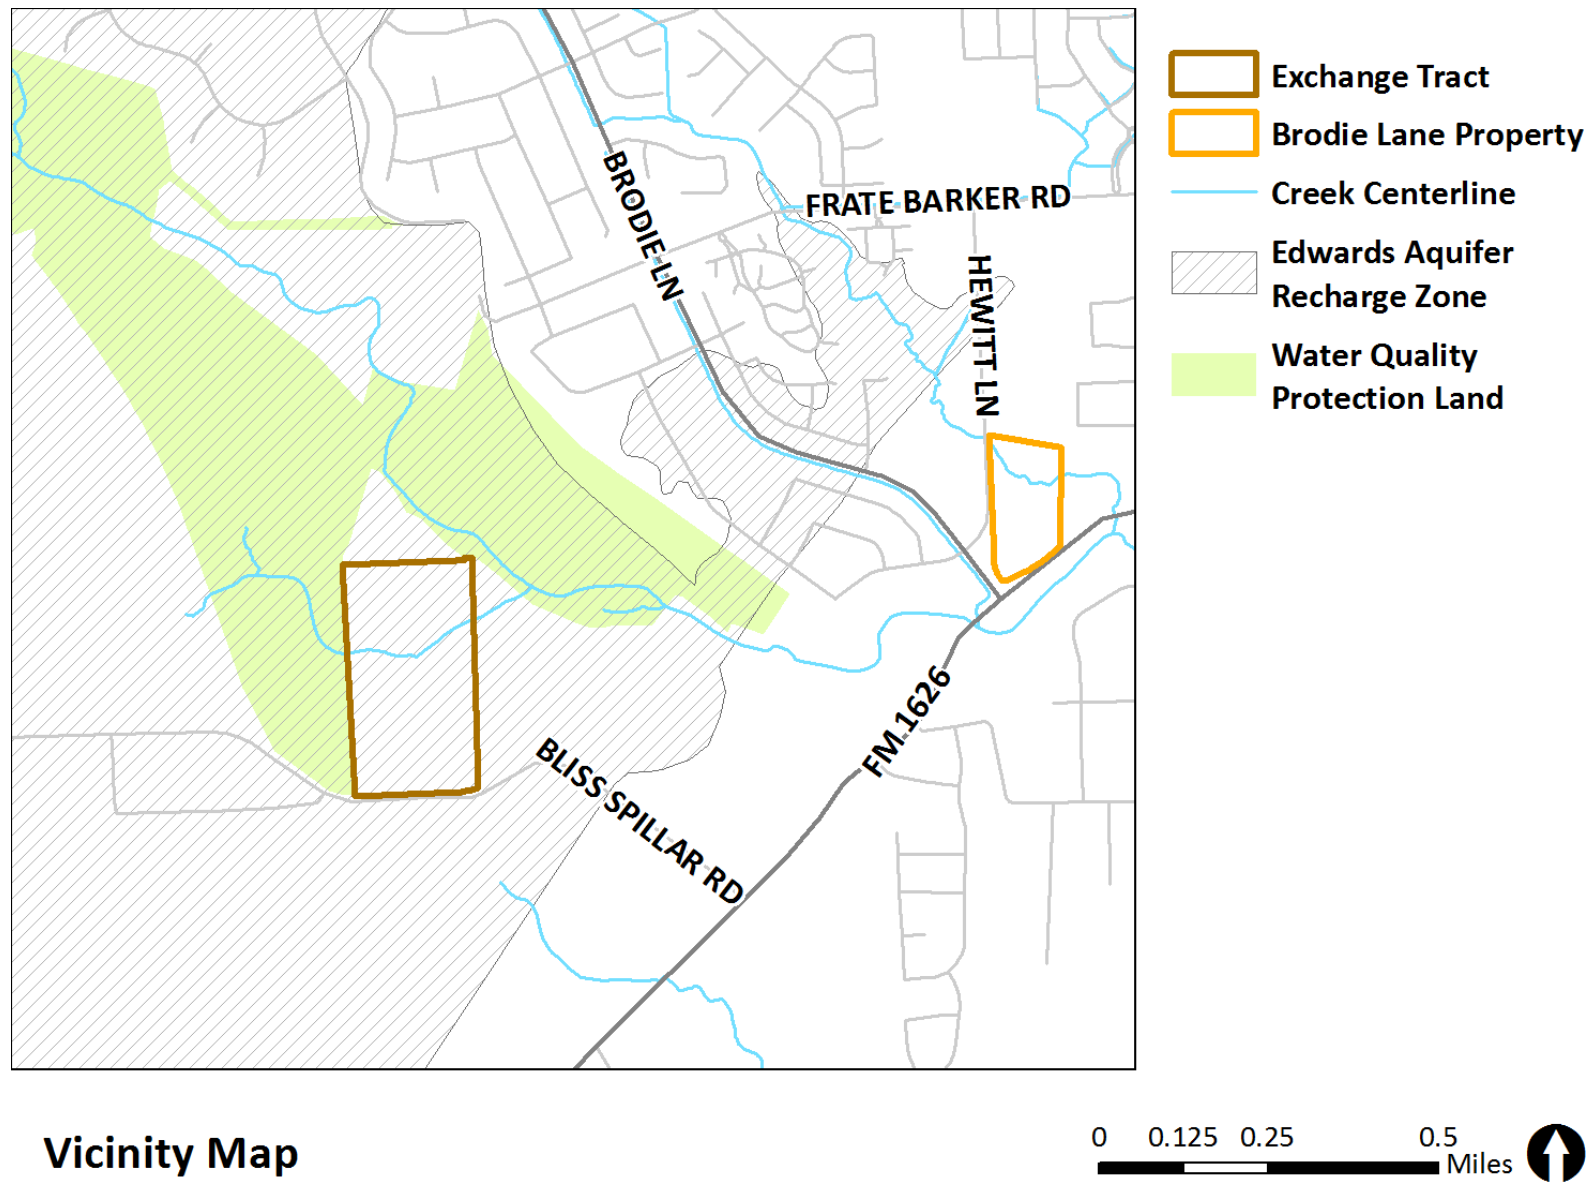 Exchange Tract
Brodie Lane Property
Creek Centerline
Edwards Aquifer
Recharge Zone
Water Quality
Protection Land
BRODIE LN
FRATE BARKER RD
HEWITT LN
FM 1626
BLISS SPILLAR RD
Vicinity Map
0 0.125 0.25 0.5
Miles